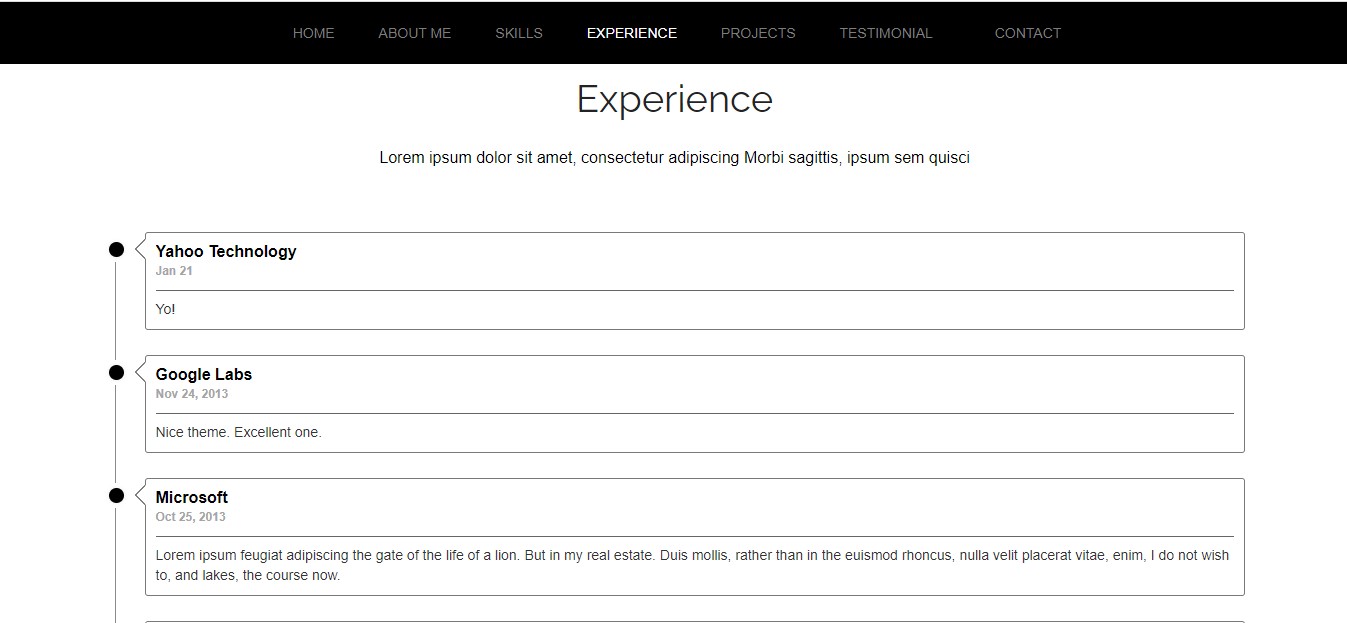 HOME ABOUT ME SKILLS EXPERIENCE PROJECTS TESTIMONIAL CONTACT
Experience
Lorem ipsum dolor sit amet, consectetur adipiscing Morbi sagittis, ipsum sem quisci
Yahoo Technology
Jan 21
Yo!
Google Labs
Nov 24, 2013
Nice theme. Excellent one.
Microsoft
Oct 25, 2013
Lorem ipsum feugiat adipiscing the gate of the life of a lion. But in my real estate. Duis mollis, rather than in the euismod rhoncus, nulla velit placerat vitae, enim, I do not wish
to, and lakes, the course now.